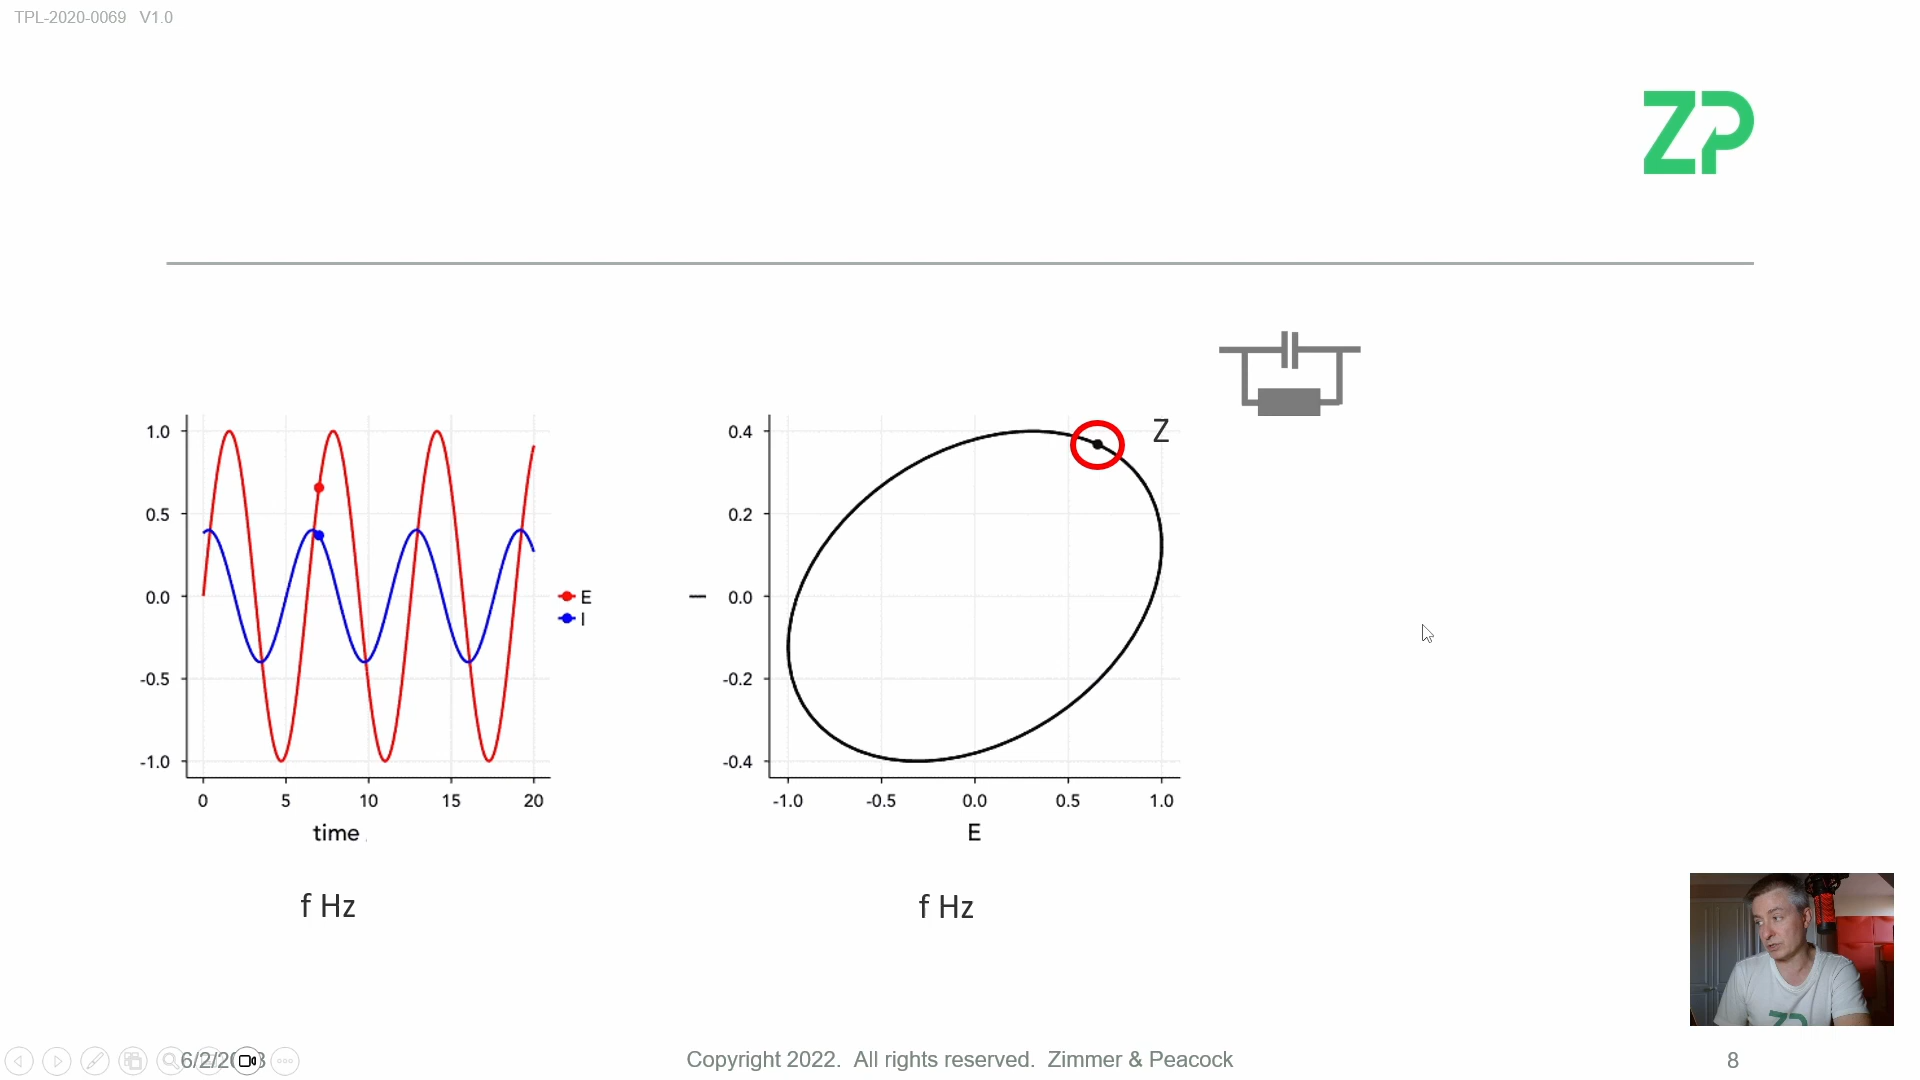 TPL-2020-0069 V1.0
ZP
1.0
0.5
0.0
-0.5
-1.0
0 5 10 15 20
time
E
I
f Hz
0.4
0.2
0.0
-0.2
-0.4
I
-1.0 -0.5 0.0 0.5 1.0
E
Z
f Hz
ZP
Copyright 2022. All rights reserved. Zimmer & Peacock
8